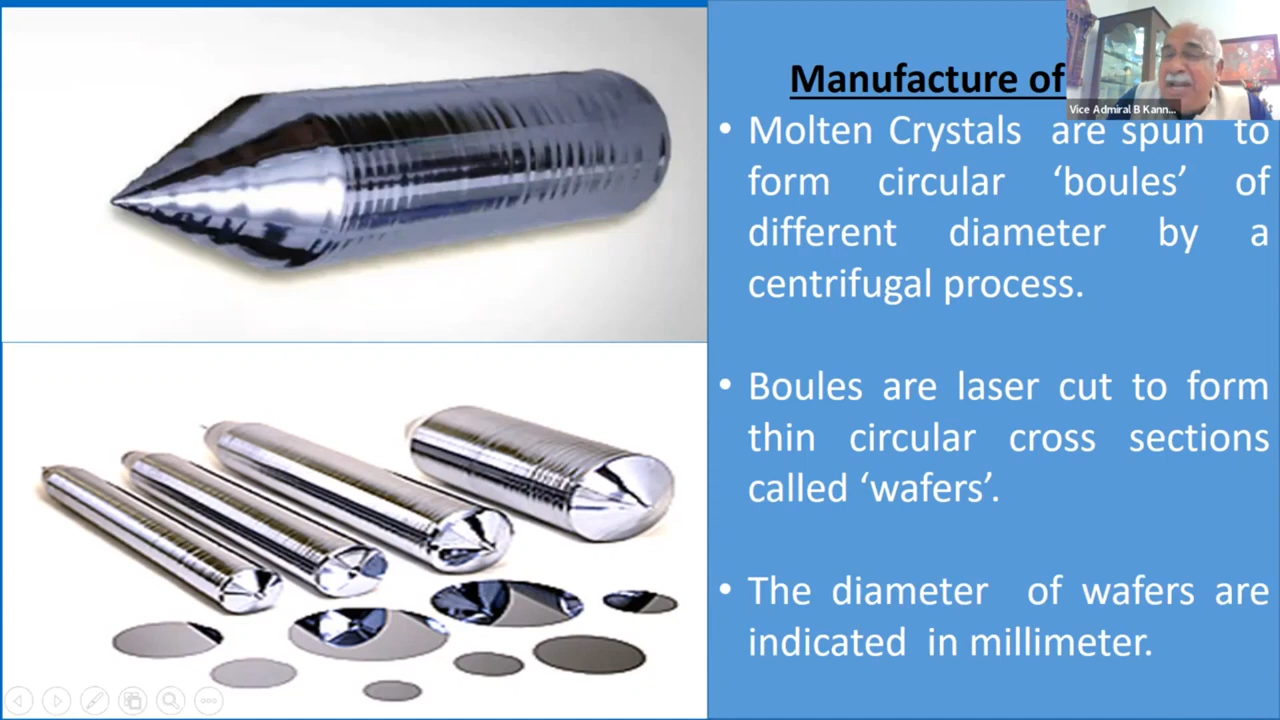 Manufacture of
Vice Admiral B Kann...
• Molten Crystals are spun to
form circular ‘boules’ of
different diameter by a
centrifugal process.
• Boules are laser cut to form
thin circular cross sections
called ‘wafers’.
• The diameter of wafers are
indicated in millimeter.